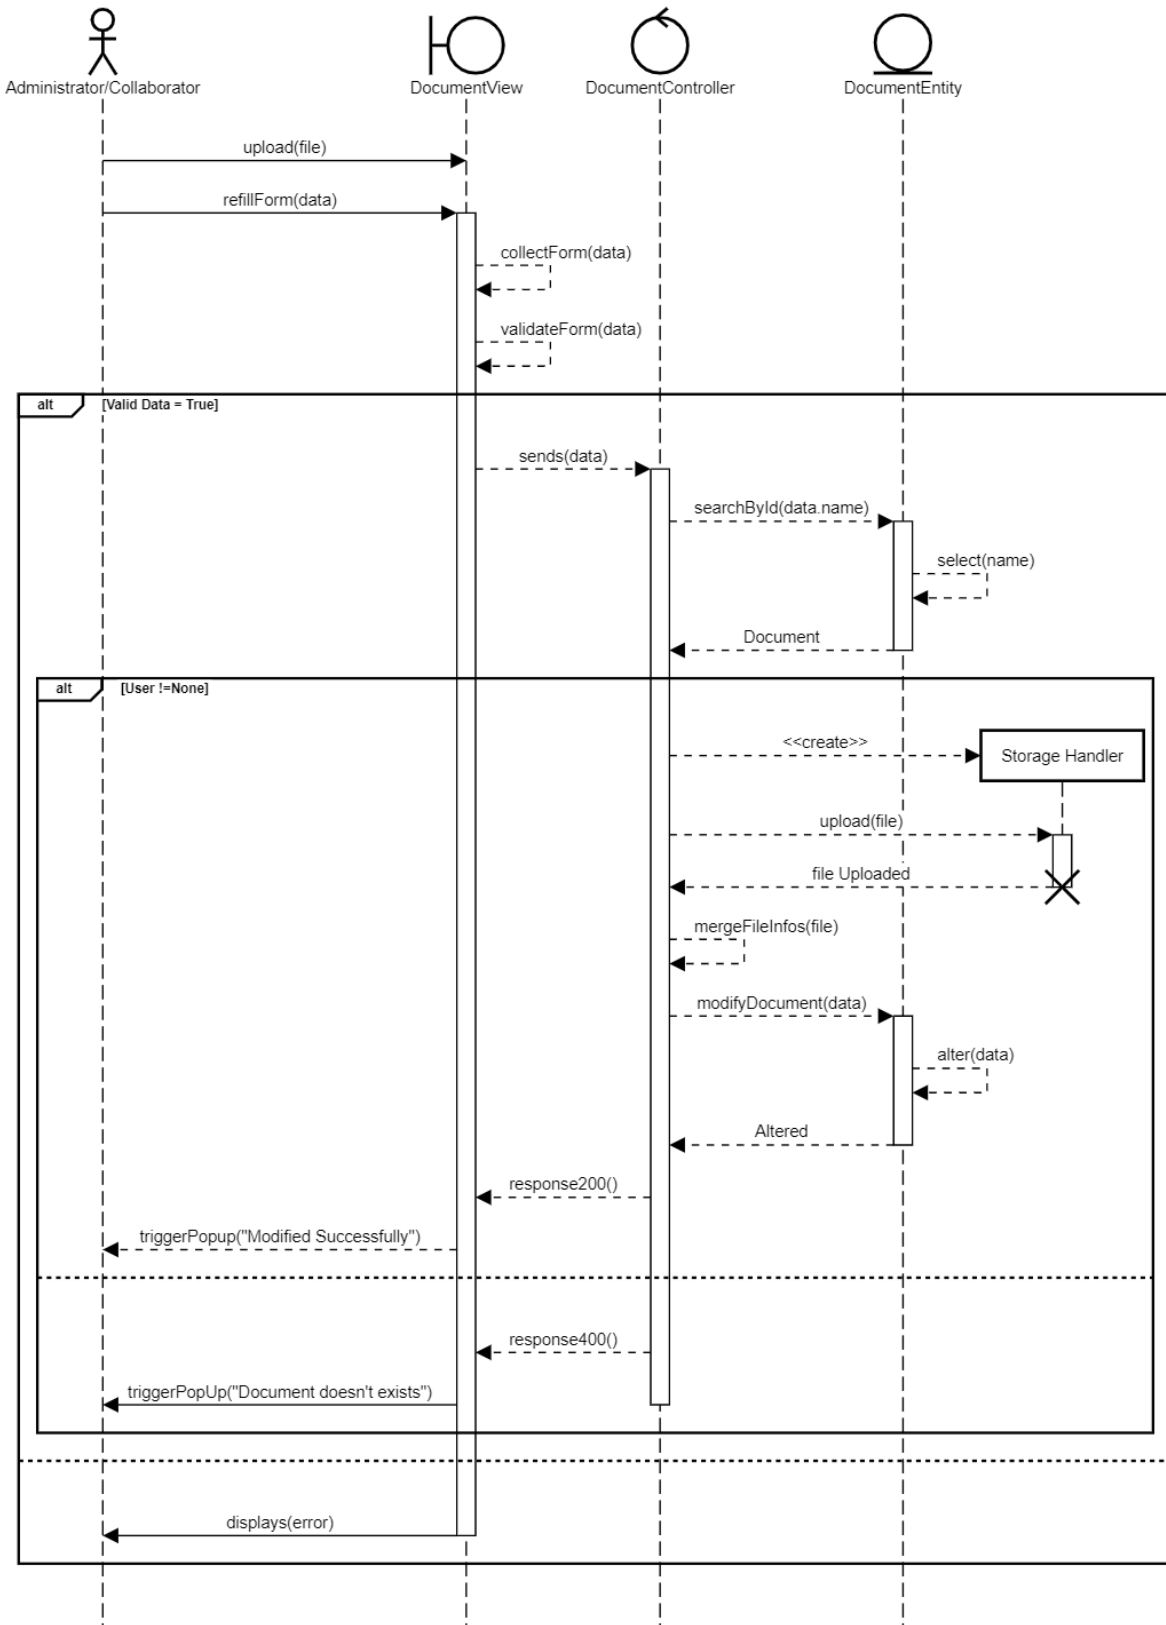 Administrator/Collaborator
DocumentView
DocumentController
DocumentEntity
upload(file)
refillForm(data)
collectForm(data)
validateForm(data)
alt
[Valid Data = True]
sends(data)
searchById(data.name)
select(name)
Document
alt
[User !=None]
<<create>>
Storage Handler
upload(file)
file Uploaded
mergeFileInfos(file)
modifyDocument(data)
alter(data)
Altered
response200()
triggerPopup("Modified Successfully")
response400()
triggerPopUp("Document doesn't exists")
displays(error)